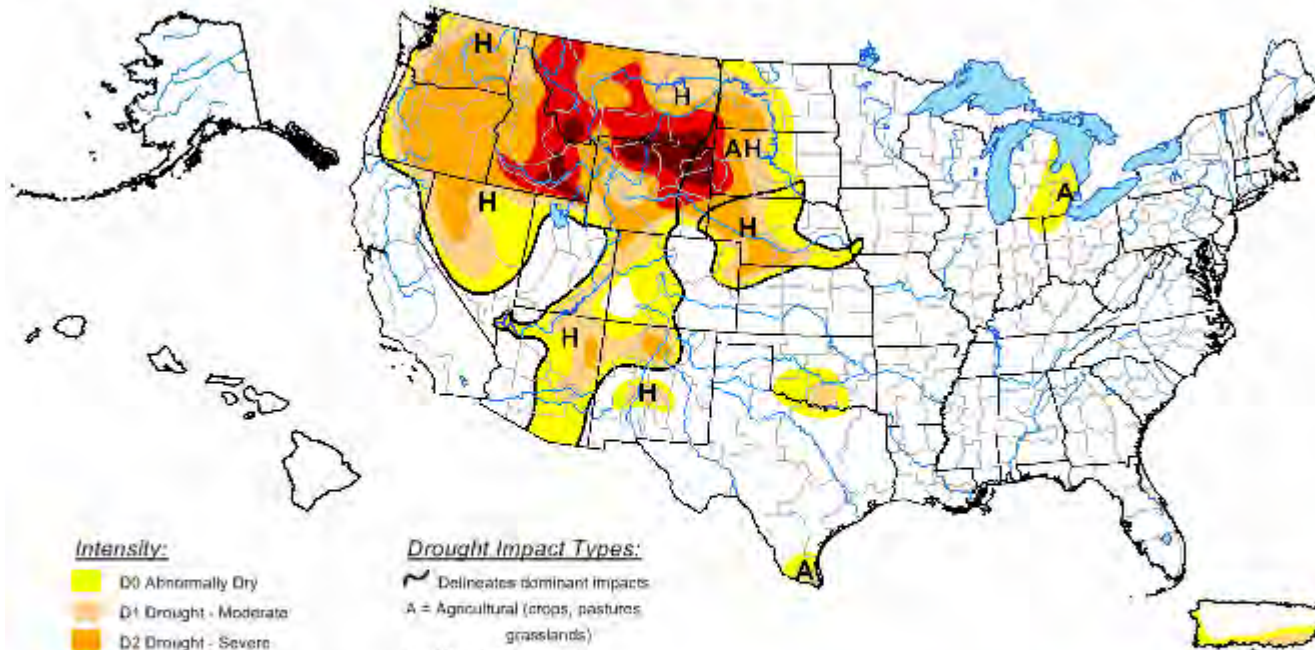 H
H
AH
A
H
H
H
H
A
Intensity:
D0 Abnormally Dry
D1 Drought - Moderate
D2 Drought - Severe
Drought Impact Types:
Delineates dominant impacts
A = Agricultural (crops, pastures
grasslands)